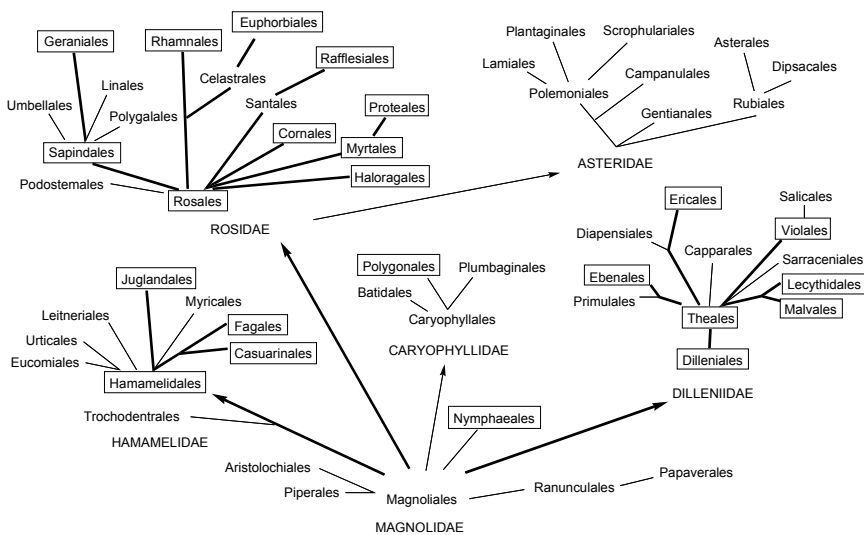 Euphorbiales
Geraniales
Rhamnales
Rafflesiales
Celastrales
Linales
Umbellales
Santales
Polygalales
Proteales
Cornales
Sapindales
Myrtales
Haloragales
Podostemales
Rosales
ROSIDAE
Plantaginales
Scrophulariales
Asterales
Lamiales
Campanulales
Dipsacales
Polemoniales
Rubiales
Gentianales
ASTERIDAE
Juglandales
Myricales
Leitneriales
Fagales
Urticales
Casuarinales
Eucomiales
Hamamelidales
Trochodentrales
HAMAMELIDAE
Polygonales
Plumbaginales
Batidales
Caryophyllales
CARYOPHYLLIDAE
Ericales
Salicales
Violales
Diapensiales
Capparales
Sarraceniales
Ebenales
Lecythidales
Primulales
Theales
Malvales
Dilleniales
DILLENIIDAE
Nymphaeales
Aristolochiales
Piperales
Magnoliales
Ranunculales
Papaverales
MAGNOLIDAE